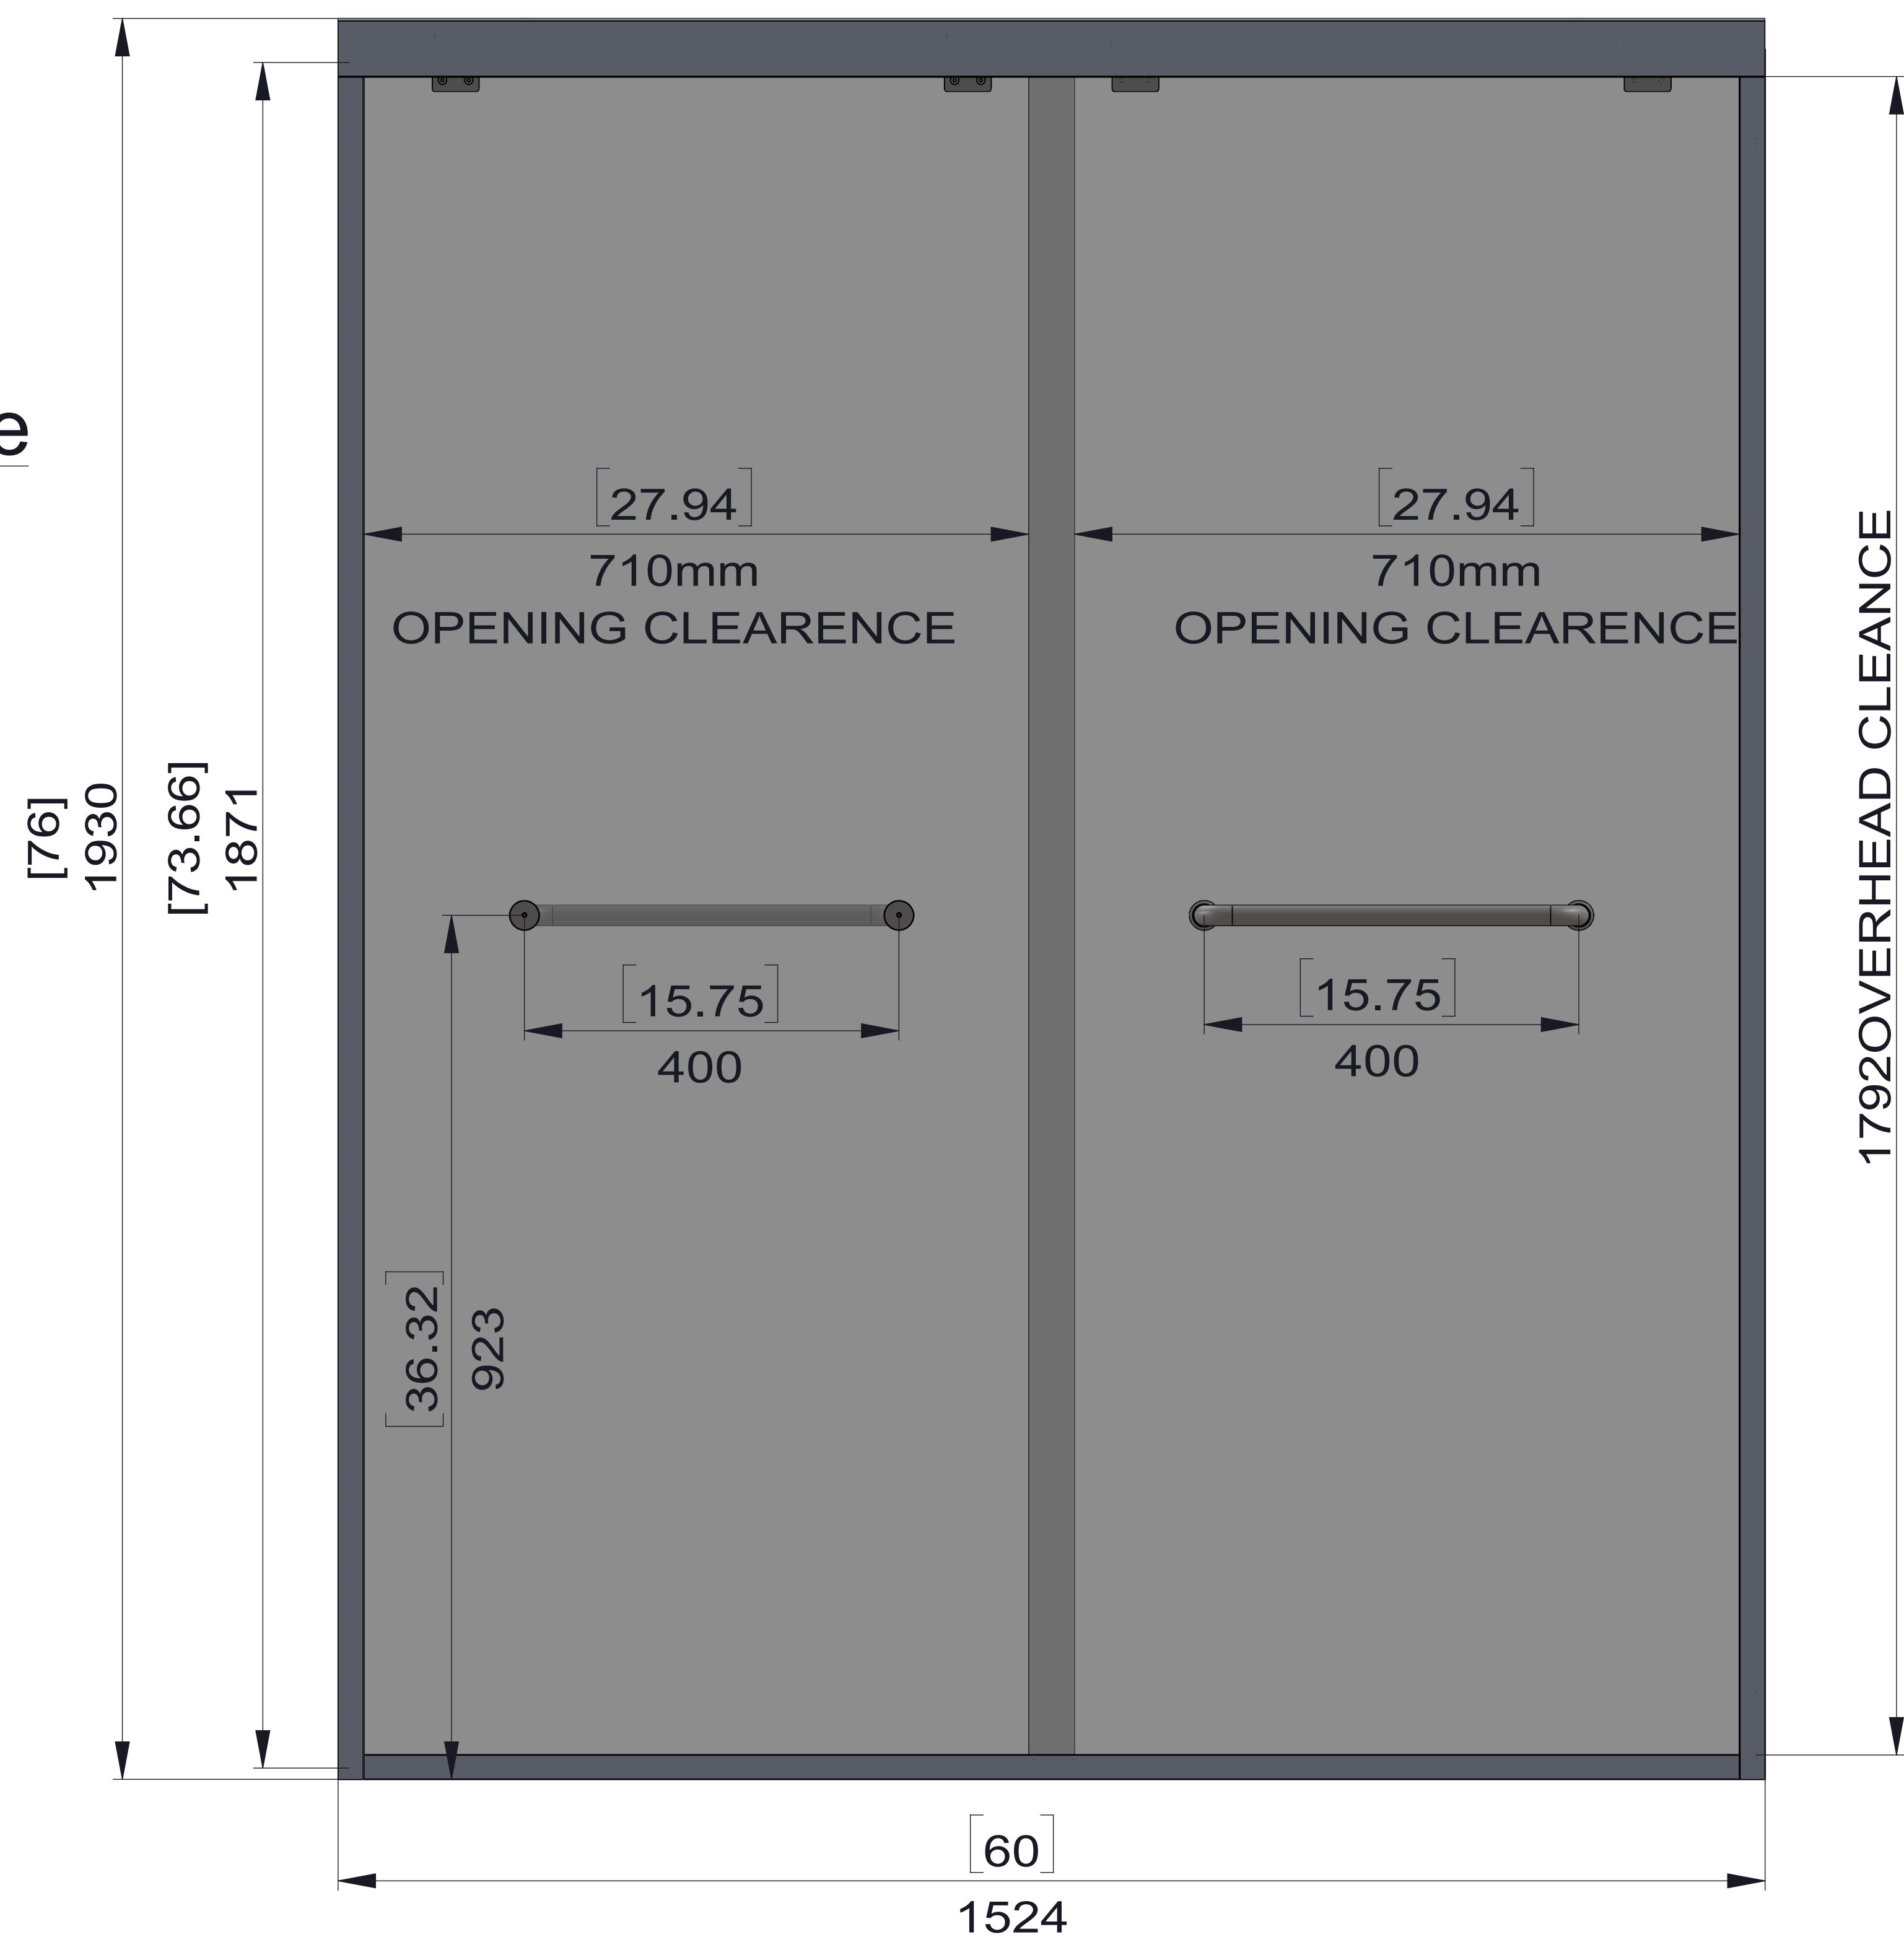 [27.94]
710mm
OPENING CLEARENCE
[27.94]
710mm
OPENING CLEARENCE
[76]
1930
[73.66]
1871
1792OVERHEAD CLEANCE
[15.75]
400
[15.75]
400
[36.32]
923
[60]
1524